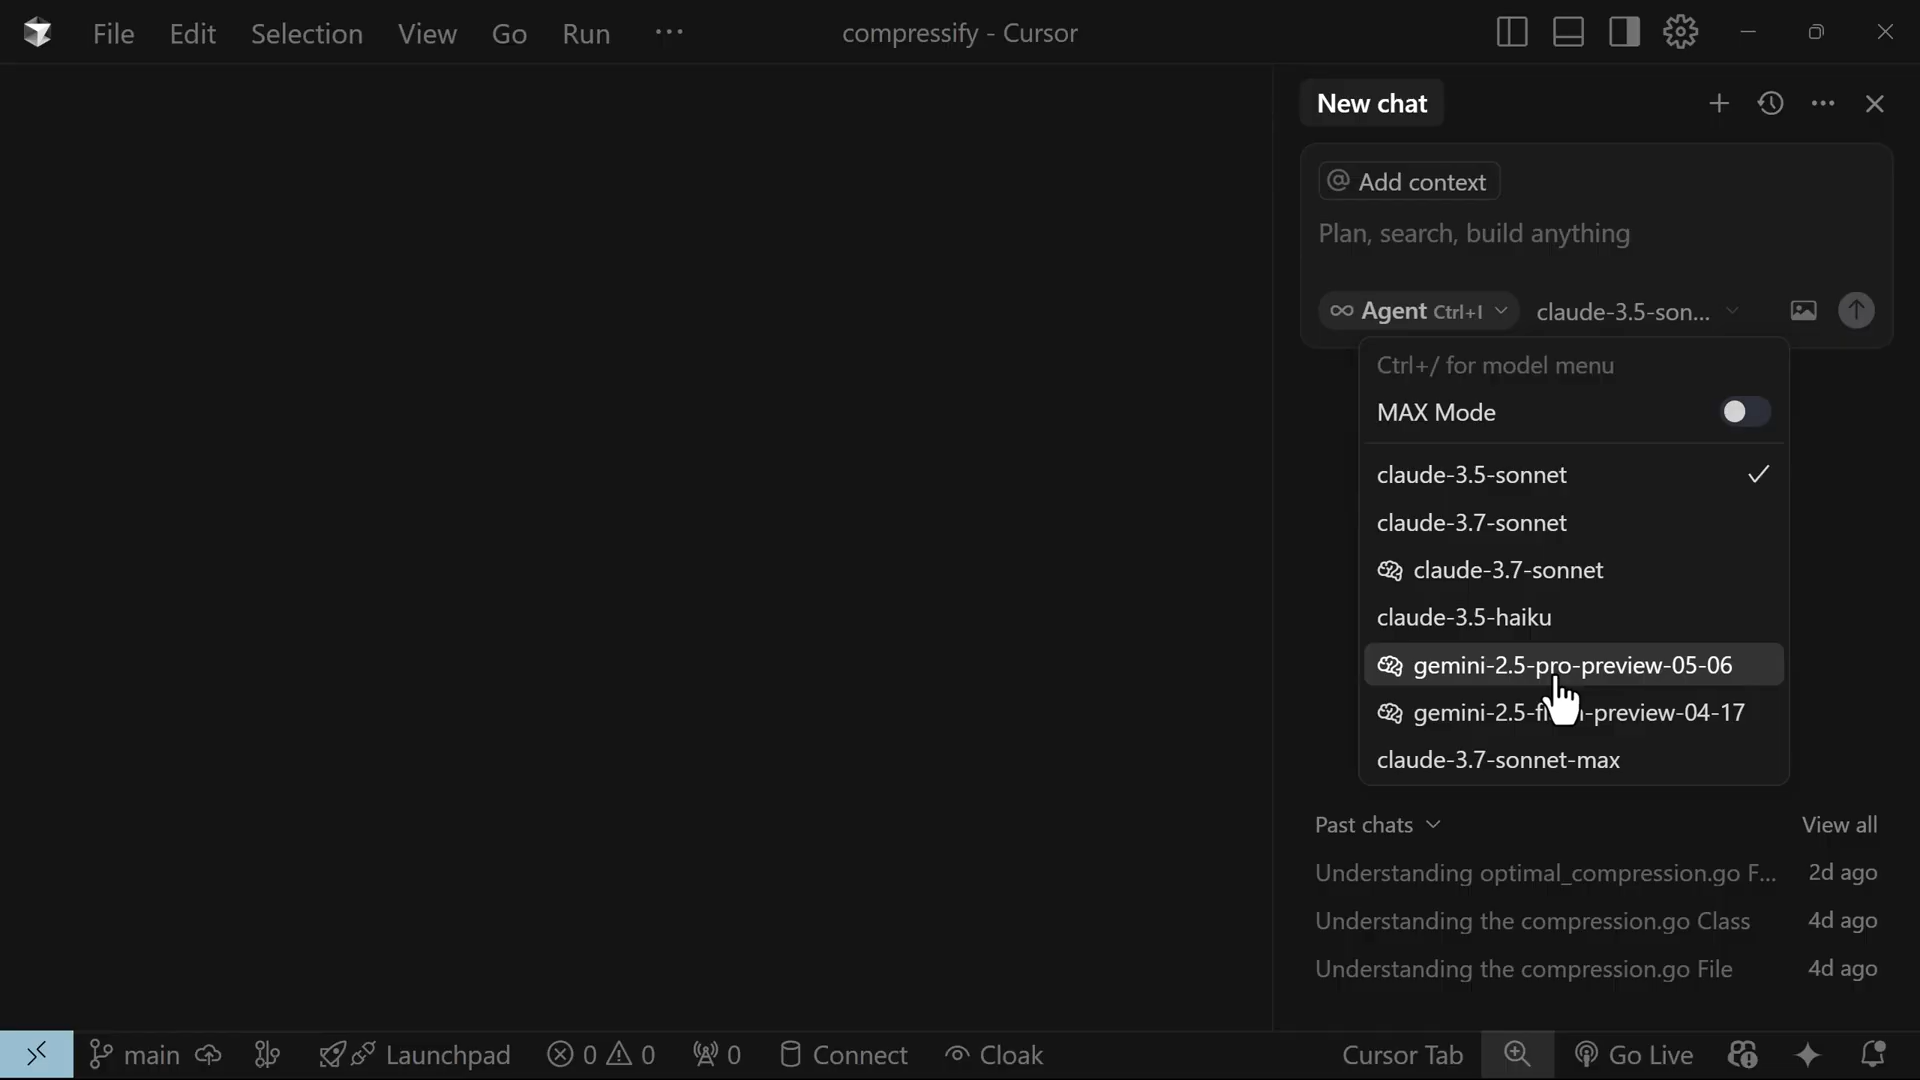 File Edit Selection View Go Run ···
compressify - Cursor
New chat
@ Add context
Plan, search, build anything
∞ Agent Ctrl+I claude-3.5-son...
Ctrl+/ for model menu
MAX Mode
claude-3.5-sonnet
claude-3.7-sonnet
claude-3.7-sonnet
claude-3.5-haiku
gemini-2.5-pro-preview-05-06
gemini-2.5-fl -preview-04-17
claude-3.7-sonnet-max
Past chats View all
Understanding optimal_compression.go F... 2d ago
Understanding the compression.go Class 4d ago
Understanding the compression.go File 4d ago
main Launchpad 0 0 0 Connect Cloak Cursor Tab Go Live